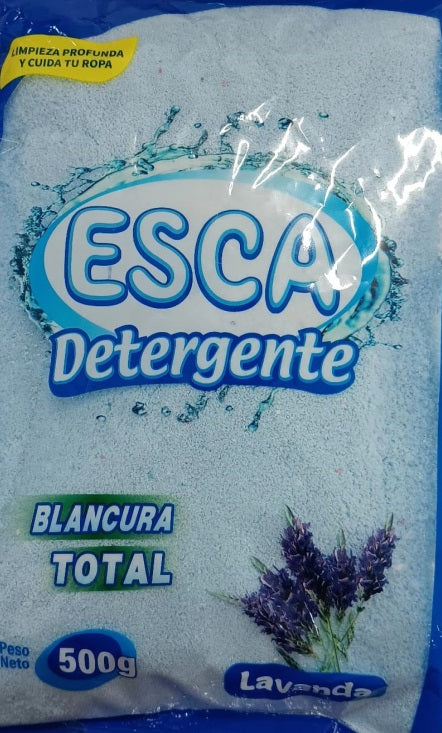 LIMPIEZA PROFUNDA
Y CUIDA TU ROPA
ESCA
Detergente
BLANCURA
TOTAL
Peso
Neto
500g
Lavanda